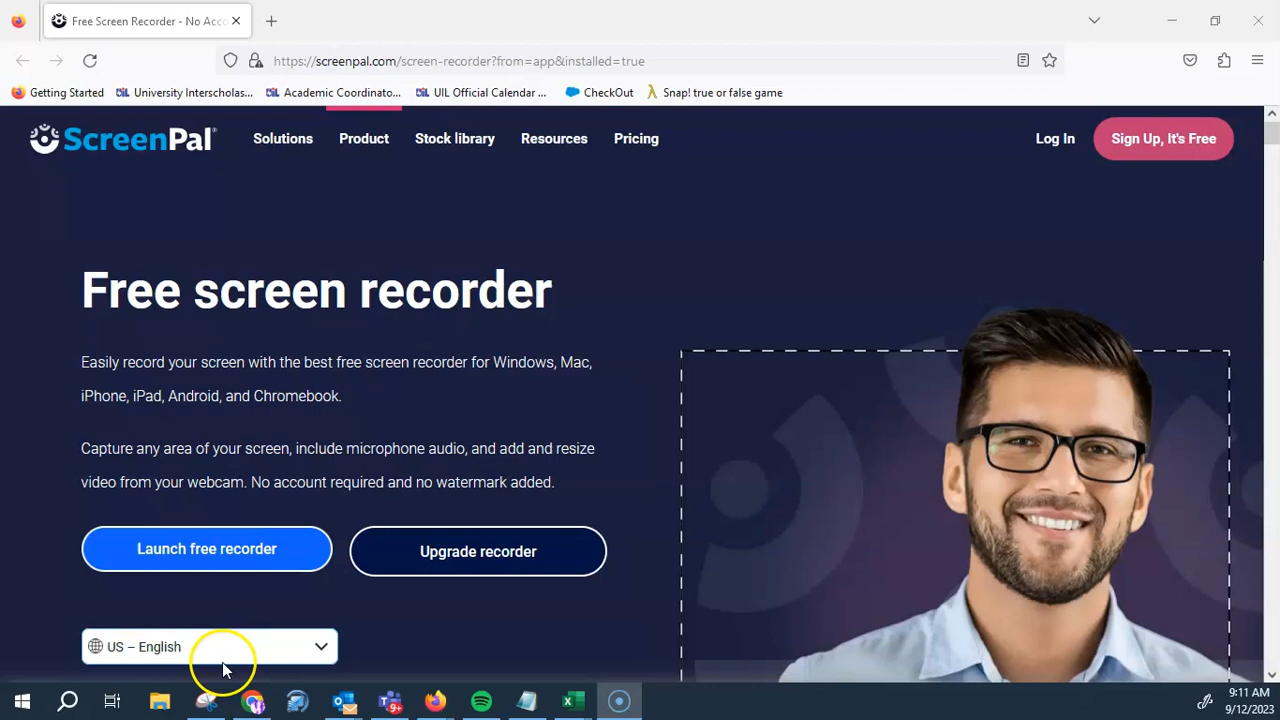 Free Screen Recorder - No Acco
https://screenpal.com/screen-recorder?from=app&installed=true
Getting Started
University Interscholas...
Academic Coordinato...
UIL Official Calendar ...
CheckOut
Snap! true or false game
ScreenPal
Solutions
Product
Stock library
Resources
Pricing
Log In
Sign Up, It's Free
Free screen recorder
Easily record your screen with the best free screen recorder for Windows, Mac,
iPhone, iPad, Android, and Chromebook.
Capture any area of your screen, include microphone audio, and add and resize
video from your webcam. No account required and no watermark added.
Launch free recorder
Upgrade recorder
US – English
9+
9:11 AM
9/12/2023